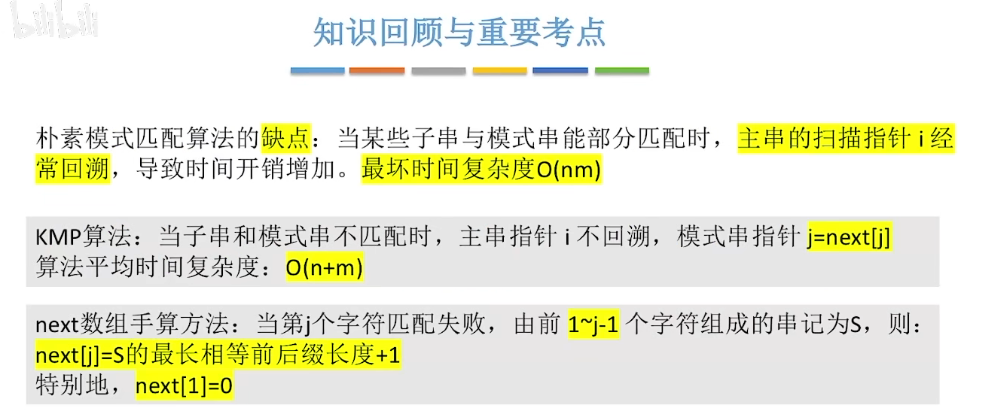 bilibili
知识回顾与重要考点
朴素模式匹配算法的缺点：当某些子串与模式串能部分匹配时，主串的扫描指针 i 经
常回溯，导致时间开销增加。最坏时间复杂度O(nm)
KMP算法：当子串和模式串不匹配时，主串指针 i 不回溯，模式串指针 j=next[j]
算法平均时间复杂度：O(n+m)
next数组手算方法：当第j个字符匹配失败，由前 1~j-1 个字符组成的串记为S，则：
next[j]=S的最长相等前后缀长度+1
特别地，next[1]=0